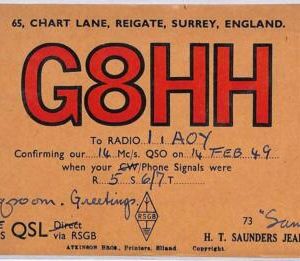 65, CHART LANE, REIGATE, SURREY, ENGLAND.
G8HH
To RADIO I1AOY
Confirming our 14 Mc/s. QSO on 14 FEB 49
when your CW/Phone Signals were
R 5 S 6/7 T
Greetings.
RSGB
73
QSL Direct
via RSGB
H. T. SAUNDERS JEA
ATKINSON BROS., Printers, Elland.
Copyright